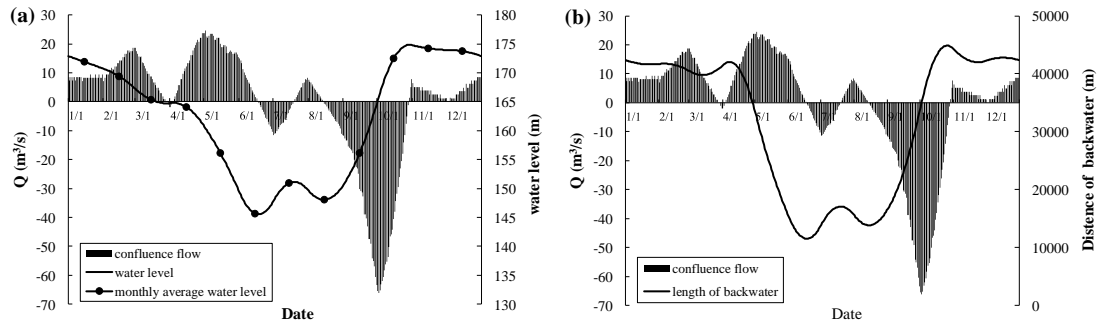 (a)
30
20
10
0
-10
-20
-30
-40
-50
-60
-70
Q (m³/s)
1/1 2/1 3/1 4/1 5/1 6/1 7/1 8/1 9/1 10/1 11/1 12/1
180
175
170
165
160
155
150
145
140
135
130
water level (m)
confluence flow
water level
monthly average water level
Date
(b)
30
20
10
0
-10
-20
-30
-40
-50
-60
-70
Q (m³/s)
1/1 2/1 3/1 4/1 5/1 6/1 7/1 8/1 9/1 10/1 11/1 12/1
50000
40000
30000
20000
10000
0
Distence of backwater (m)
confluence flow
length of backwater
Date